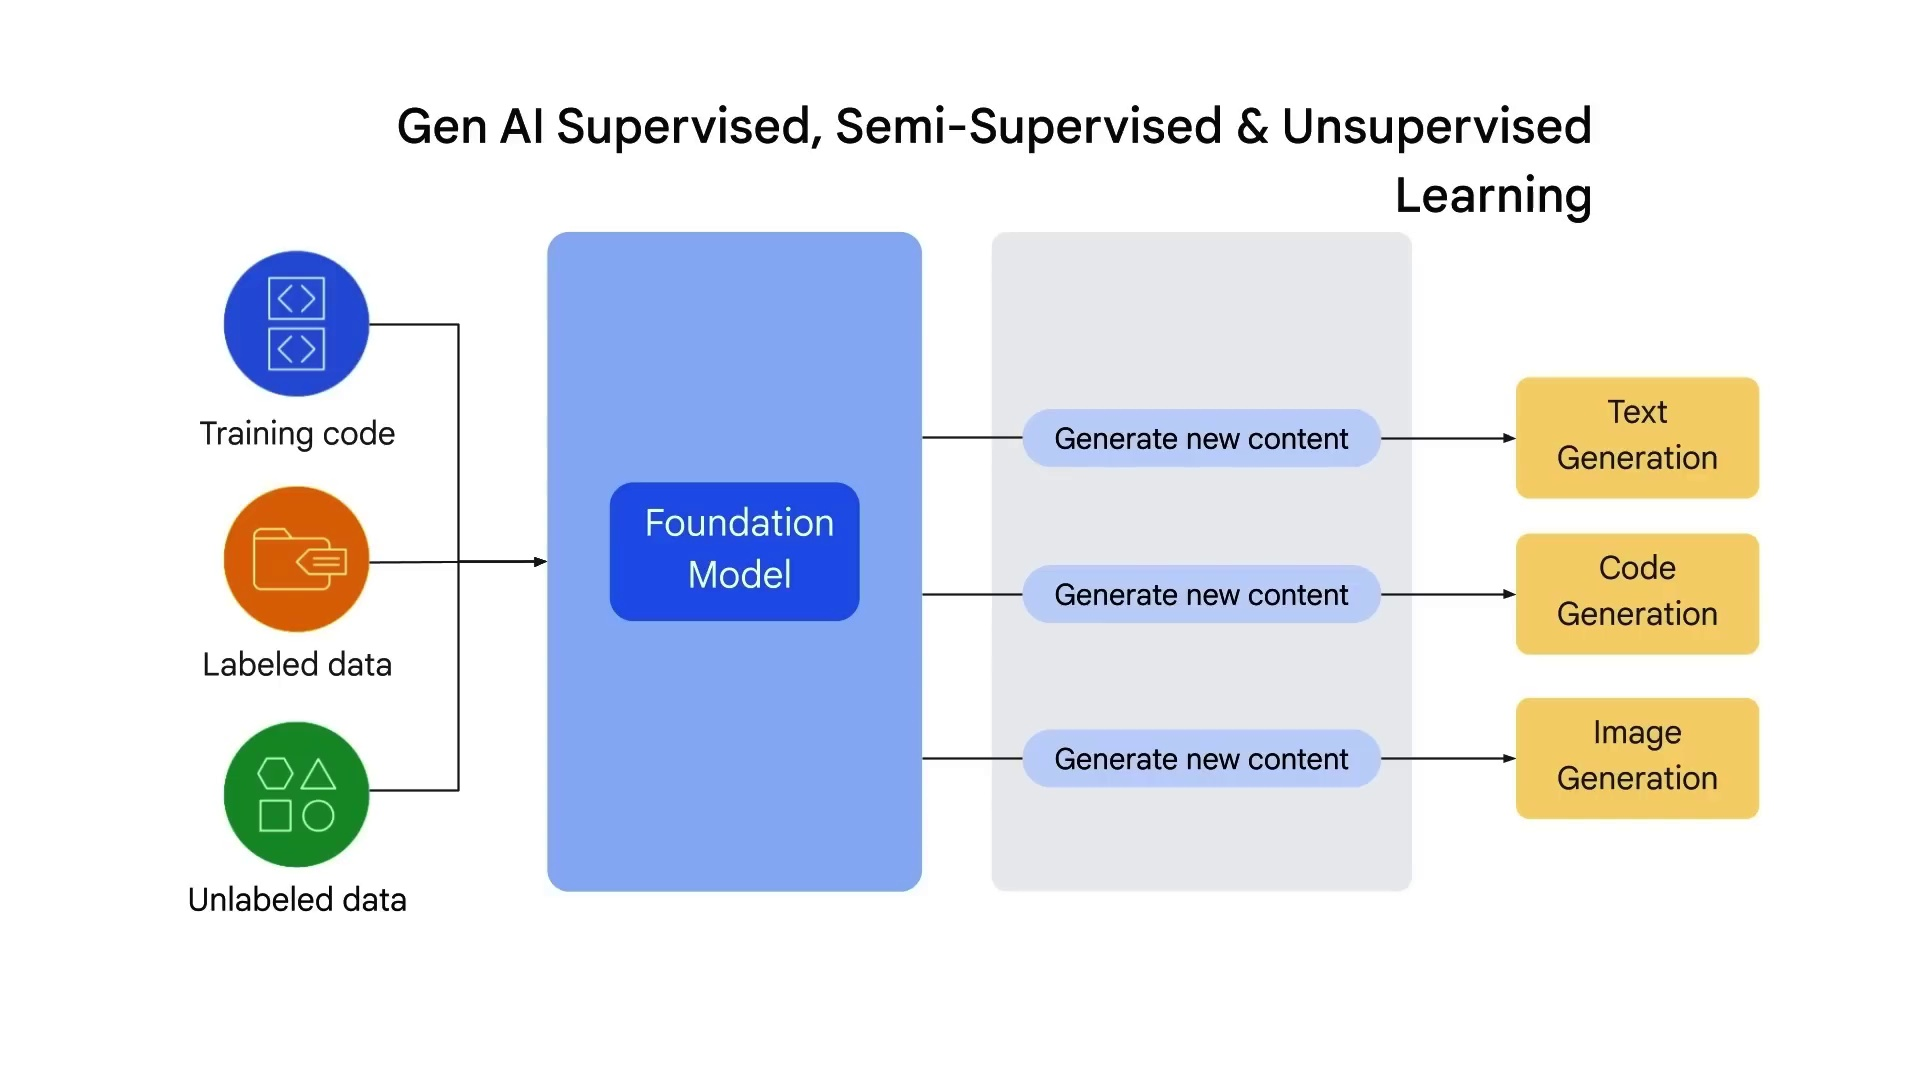 Gen AI Supervised, Semi-Supervised & Unsupervised
Learning
Training code
Labeled data
Unlabeled data
Foundation
Model
Generate new content
Generate new content
Generate new content
Text
Generation
Code
Generation
Image
Generation